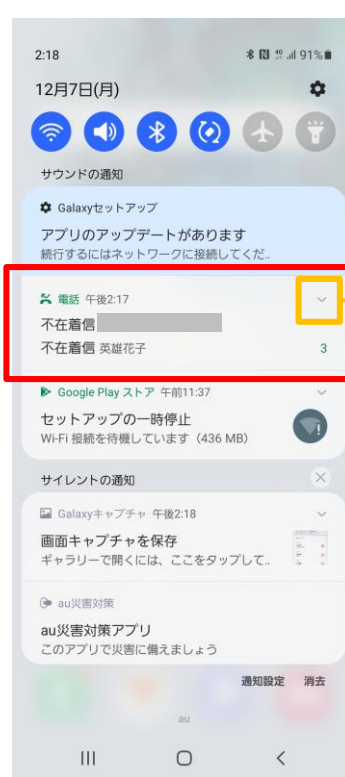 2:18
4G 91%
12月7日(月)
サウンドの通知
Galaxyセットアップ
アプリのアップデートがあります
続行するにはネットワークに接続してくだ..
電話 午後2:17
不在着信
不在着信 英雄花子 3
Google Play ストア 午前11:37
セットアップの一時停止
Wi-Fi 接続を待機しています（436 MB）
サイレントの通知
Galaxyキャプチャ 午後2:18
画面キャプチャを保存
ギャラリーで開くには、ここをタップして..
au災害対策
au災害対策アプリ
このアプリで災害に備えましょう
通知設定 消去
au